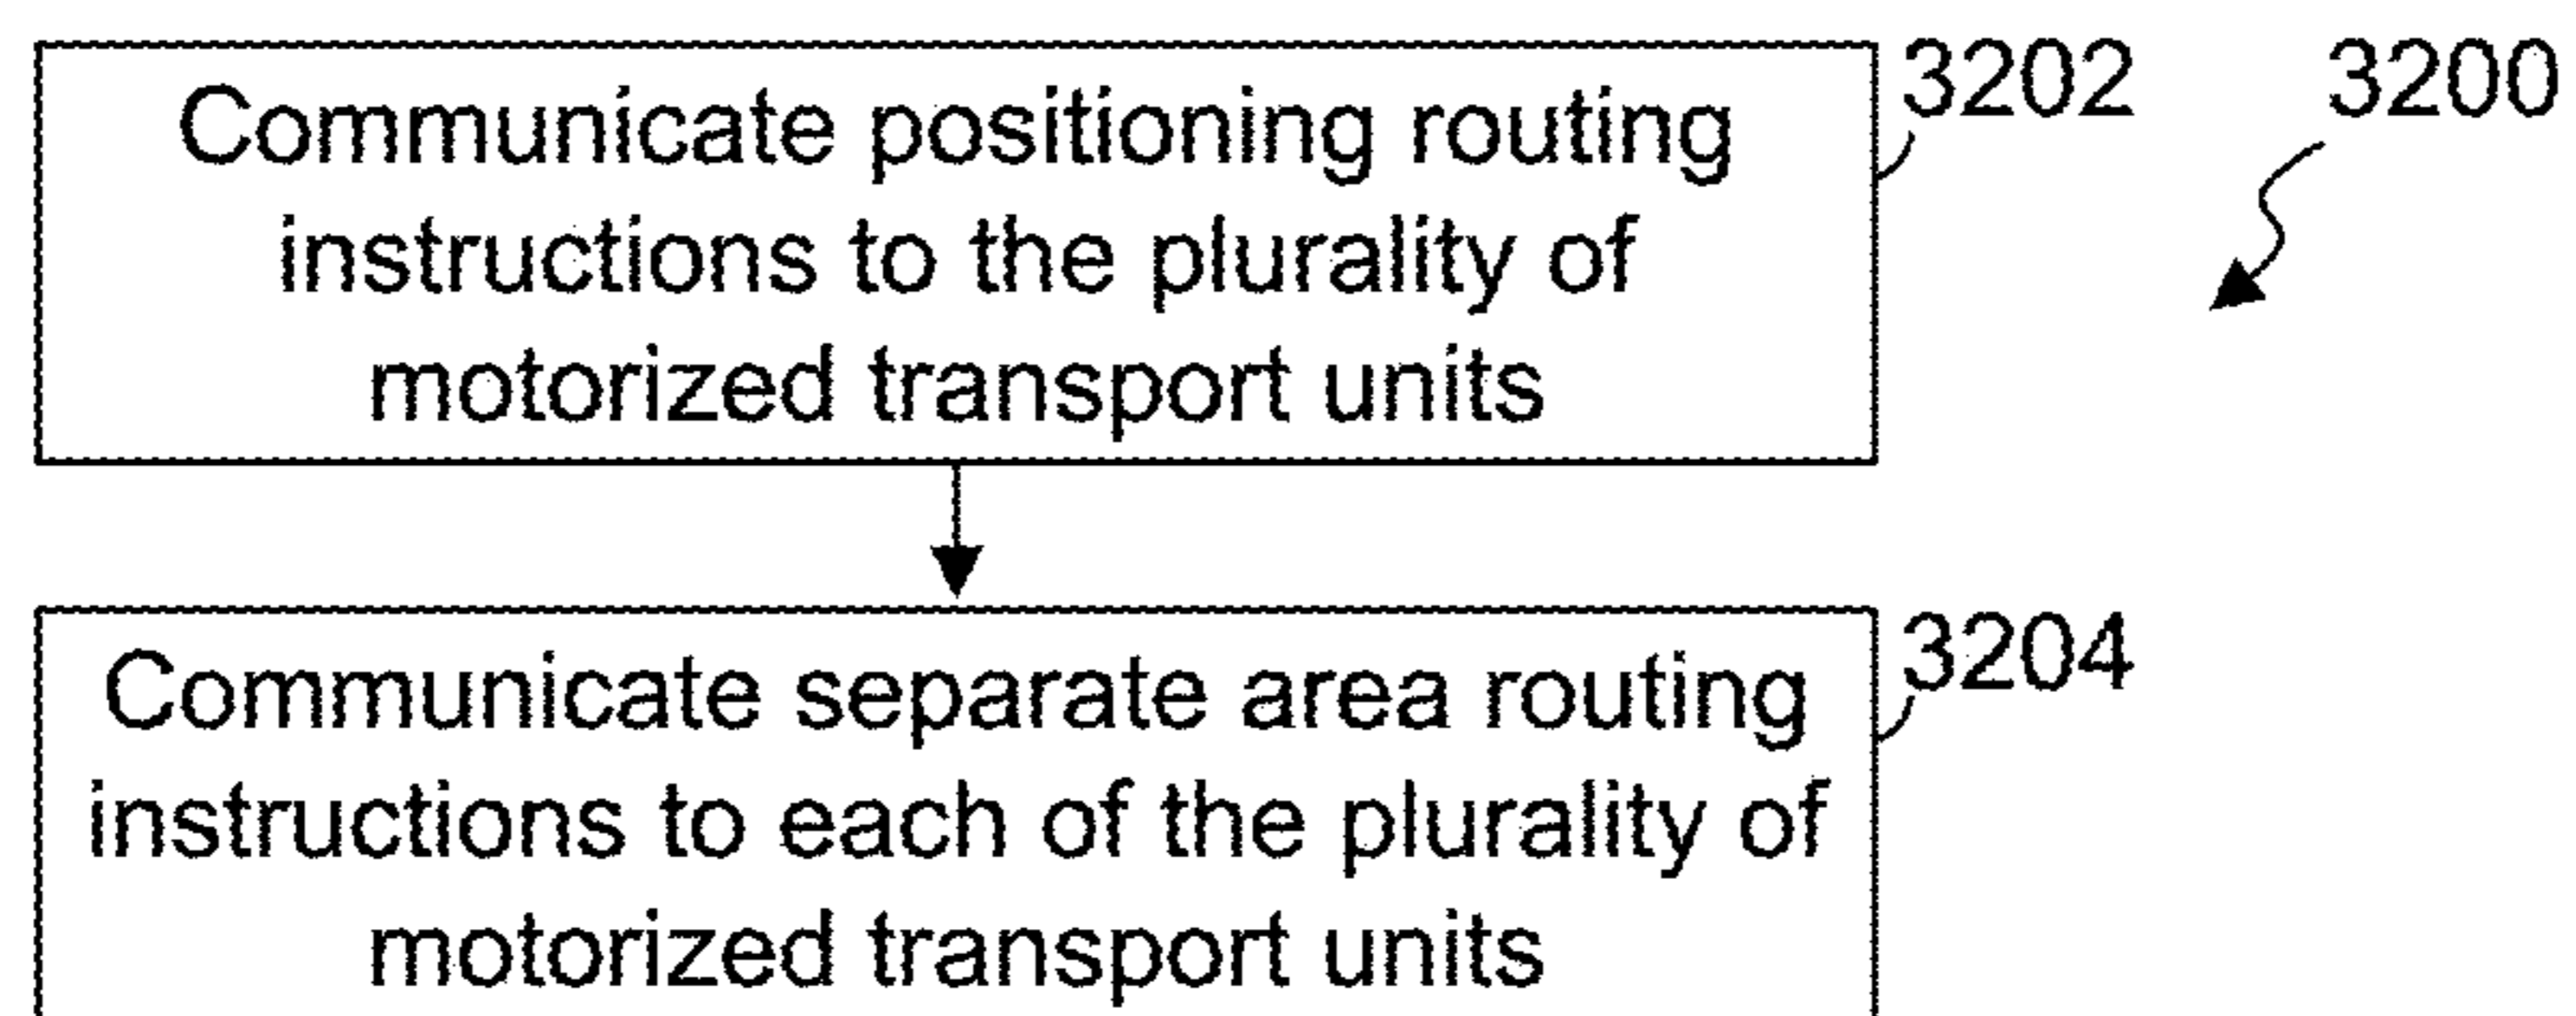 Communicate positioning routing
instructions to the plurality of
motorized transport units
3202
3200
Communicate separate area routing
instructions to each of the plurality of
motorized transport units
3204